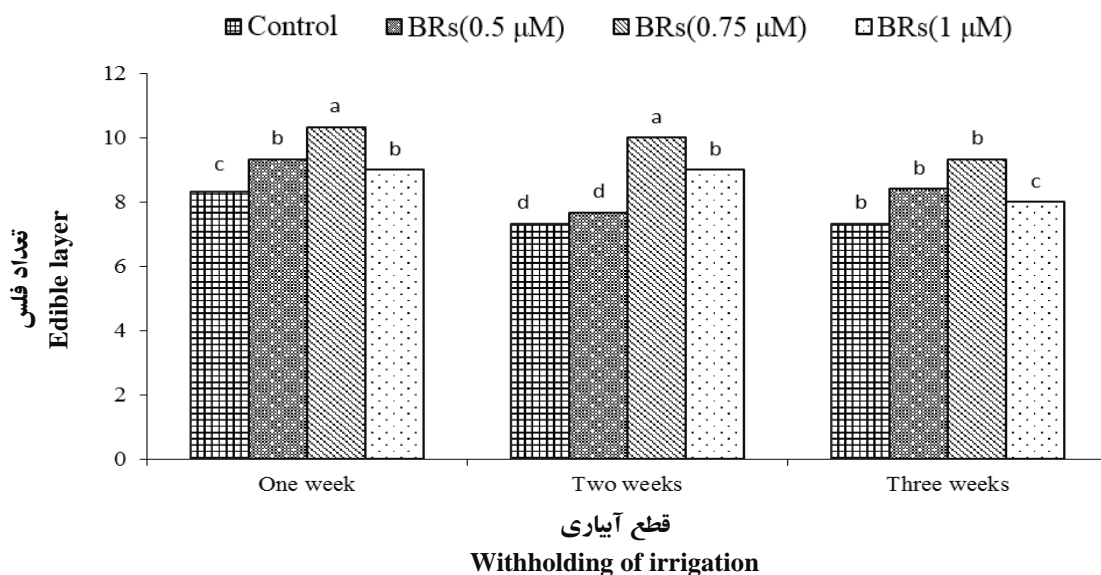 Control BRs(0.5 μM) BRs(0.75 μM) BRs(1 μM)
12
10
8
6
4
2
0
تعداد فلس
Edible layer
c b a b
d d a b
b b b c
One week Two weeks Three weeks
قطع آبیاری
Withholding of irrigation